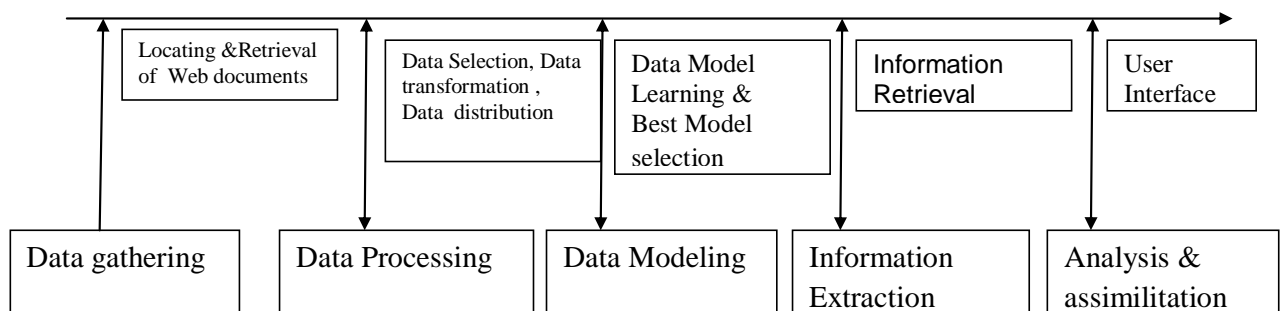 Locating &Retrieval
of Web documents
Data Selection, Data
transformation ,
Data distribution
Data Model
Learning &
Best Model
selection
Information
Retrieval
User
Interface
Data gathering
Data Processing
Data Modeling
Information
Extraction
Analysis &
assimilitation